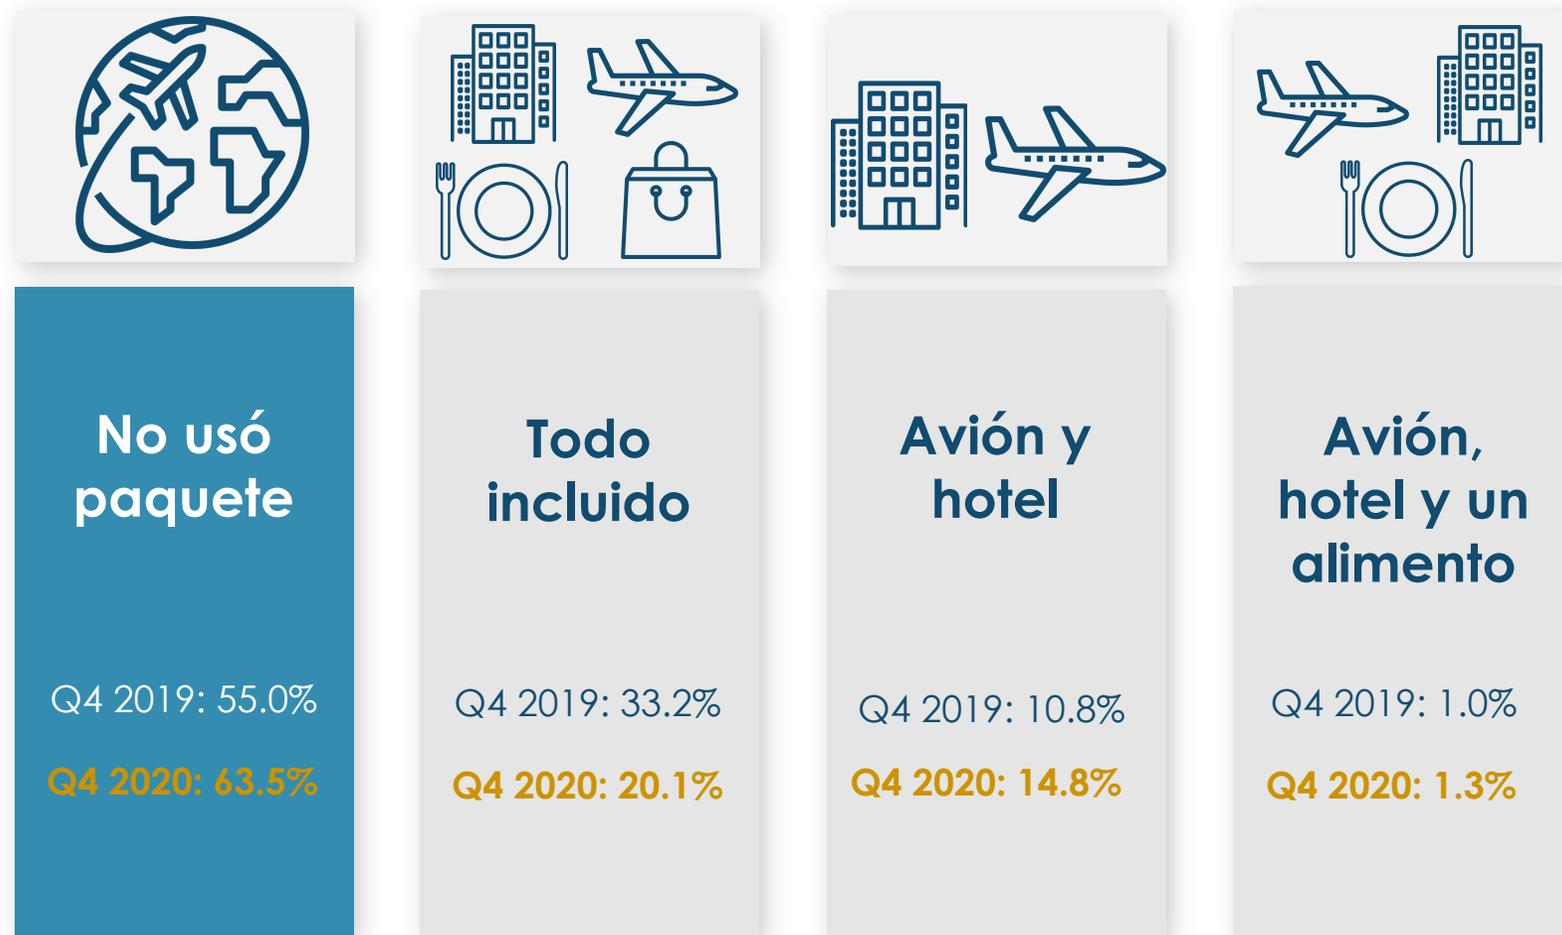 No usó
paquete
Q4 2019: 55.0%
Q4 2020: 63.5%
Todo
incluido
Q4 2019: 33.2%
Q4 2020: 20.1%
Avión y
hotel
Q4 2019: 10.8%
Q4 2020: 14.8%
Avión,
hotel y un
alimento
Q4 2019: 1.0%
Q4 2020: 1.3%